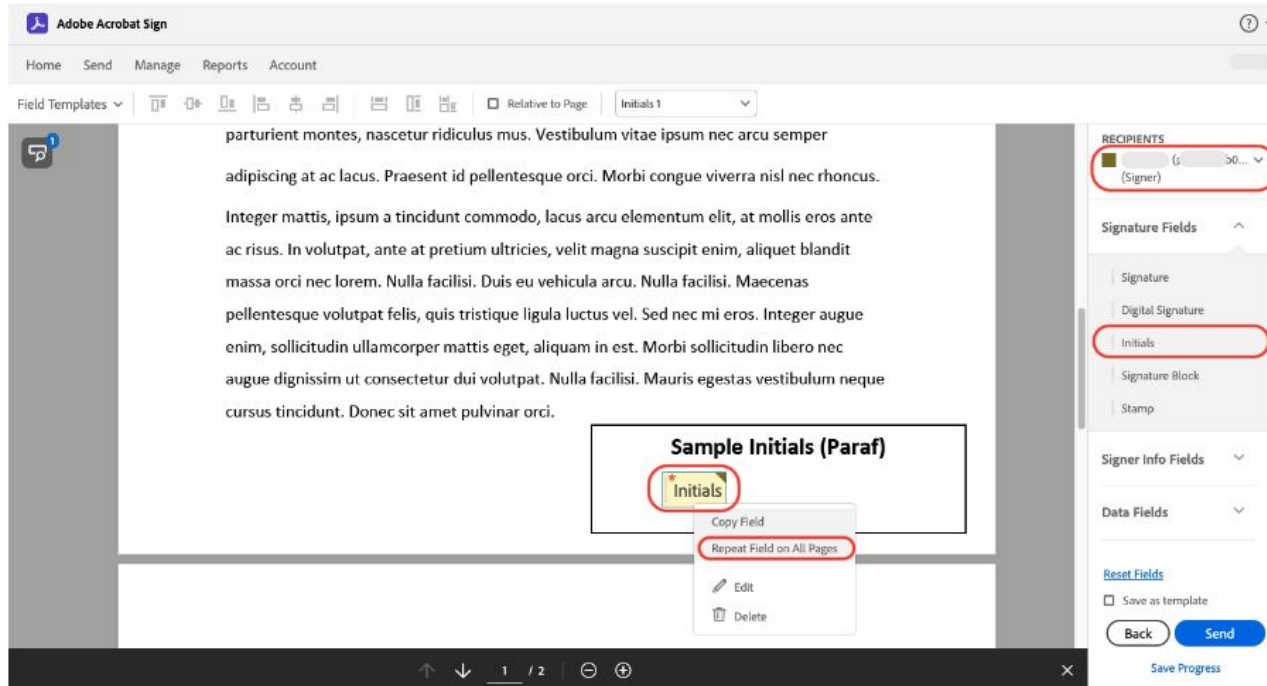 Adobe Acrobat Sign
Home Send Manage Reports Account
Field Templates Relative to Page Initials 1
1
parturient montes, nascetur ridiculus mus. Vestibulum vitae ipsum nec arcu semper
adipiscing at ac lacus. Praesent id pellentesque orci. Morbi congue viverra nisl nec rhoncus.
Integer mattis, ipsum a tincidunt commodo, lacus arcu elementum elit, at mollis eros ante
ac risus. In volutpat, ante at pretium ultricies, velit magna suscipit enim, aliquet blandit
massa orci nec lorem. Nulla facilisi. Duis eu vehicula arcu. Nulla facilisi. Maecenas
pellentesque volutpat felis, quis tristique ligula luctus vel. Sed nec mi eros. Integer augue
enim, sollicitudin ullamcorper mattis eget, aliquam in est. Morbi sollicitudin libero nec
augue dignissim ut consectetur dui volutpat. Nulla facilisi. Mauris egestas vestibulum neque
cursus tincidunt. Donec sit amet pulvinar orci.
Sample Initials (Paraf)
* Initials
Copy Field
Repeat Field on All Pages
Edit
Delete
1 / 2
RECIPIENTS
(Signer)
Signature Fields
Signature
Digital Signature
Initials
Signature Block
Stamp
Signer Info Fields
Data Fields
Reset Fields
Save as template
Back Send
Save Progress